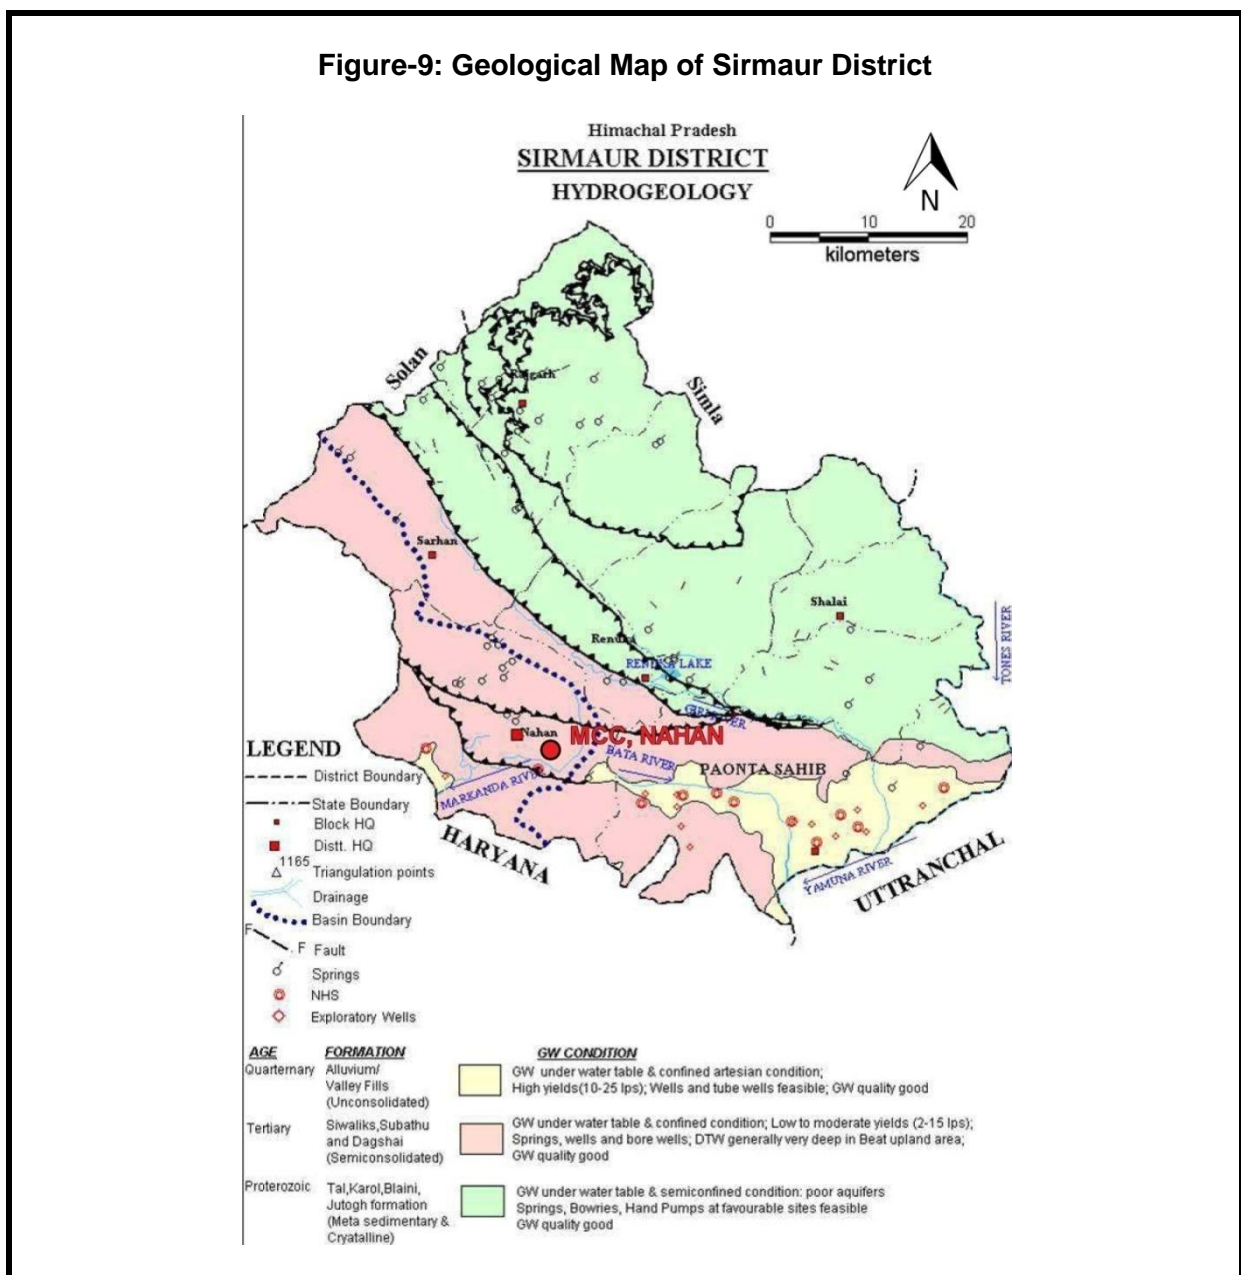 Figure-9: Geological Map of Sirmaur District
Himachal Pradesh
SIRMAUR DISTRICT
HYDROGEOLOGY
N
0 10 20
kilometers
Solan
Simla
Rajgarh
Sarhan
Shalai
Renuka
RENUKA LAKE
TONES RIVER
GIRI RIVER
Nahan
MCC, NAHAN
BATA RIVER
PAONTA SAHIB
MARKANDA RIVER
HARYANA
YAMUNA RIVER
UTTRANCHAL
LEGEND
District Boundary
State Boundary
Block HQ
Distt. HQ
1165
Triangulation points
Drainage
Basin Boundary
F
F Fault
Springs
NHS
Exploratory Wells
AGE FORMATION GW CONDITION
Quarternary Alluvium/
Valley Fills
(Unconsolidated)
GW under water table & confined artesian condition;
High yields(10-25 lps); Wells and tube wells feasible; GW quality good
Tertiary Siwaliks,Subathu
and Dagshai
(Semiconsolidated)
GW under water table & confined condition; Low to moderate yields (2-15 lps);
Springs, wells and bore wells; DTW generally very deep in Beat upland area;
GW quality good
Proterozoic Tal,Karol,Blaini,
Jutogh formation
(Meta sedimentary &
Cryatalline)
GW under water table & semiconfined condition: poor aquifers
Springs, Bowries, Hand Pumps at favourable sites feasible
GW quality good